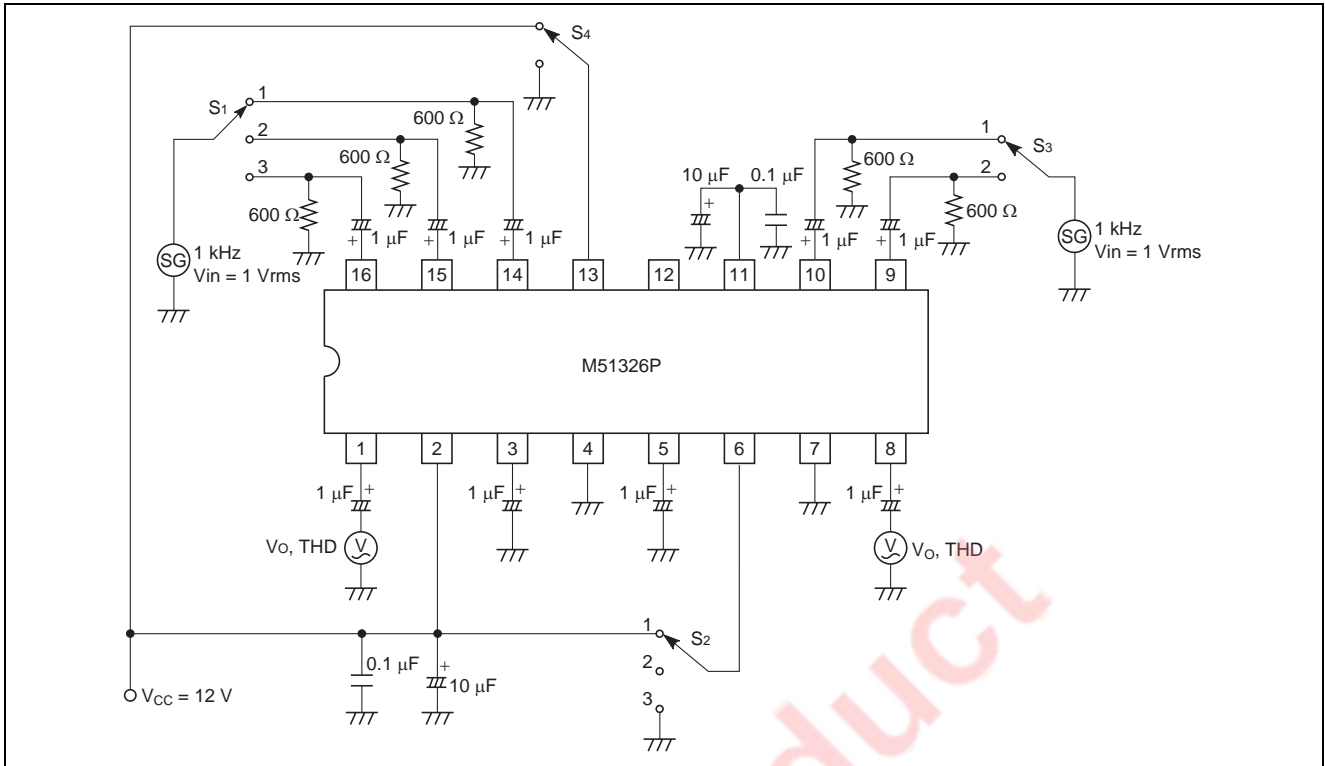 S4
S1
1
2
3
600 Ω
600 Ω
600 Ω
1 μF
1 μF
1 μF
+
+
+
SG
1 kHz
Vin = 1 Vrms
10 μF
0.1 μF
+
1
2
S3
600 Ω
600 Ω
1 μF
1 μF
+
+
SG
1 kHz
Vin = 1 Vrms
16
15
14
13
12
11
10
9
M51326P
1
2
3
4
5
6
7
8
1 μF +
1 μF +
1 μF +
1 μF +
VO, THD
V
V
VO, THD
1
2
3
S2
0.1 μF
+
10 μF
VCC = 12 V
duct